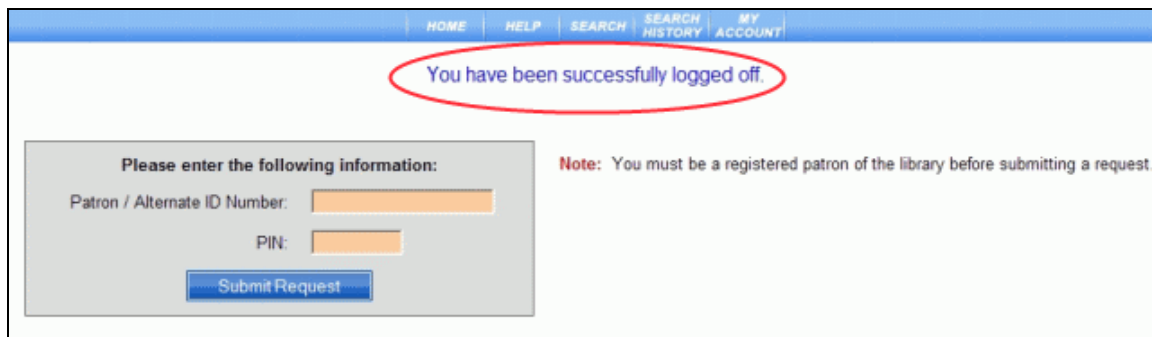 HOME HELP SEARCH SEARCH HISTORY MY ACCOUNT
You have been successfully logged off.
Please enter the following information:
Patron / Alternate ID Number:
PIN:
Submit Request
Note: You must be a registered patron of the library before submitting a request.